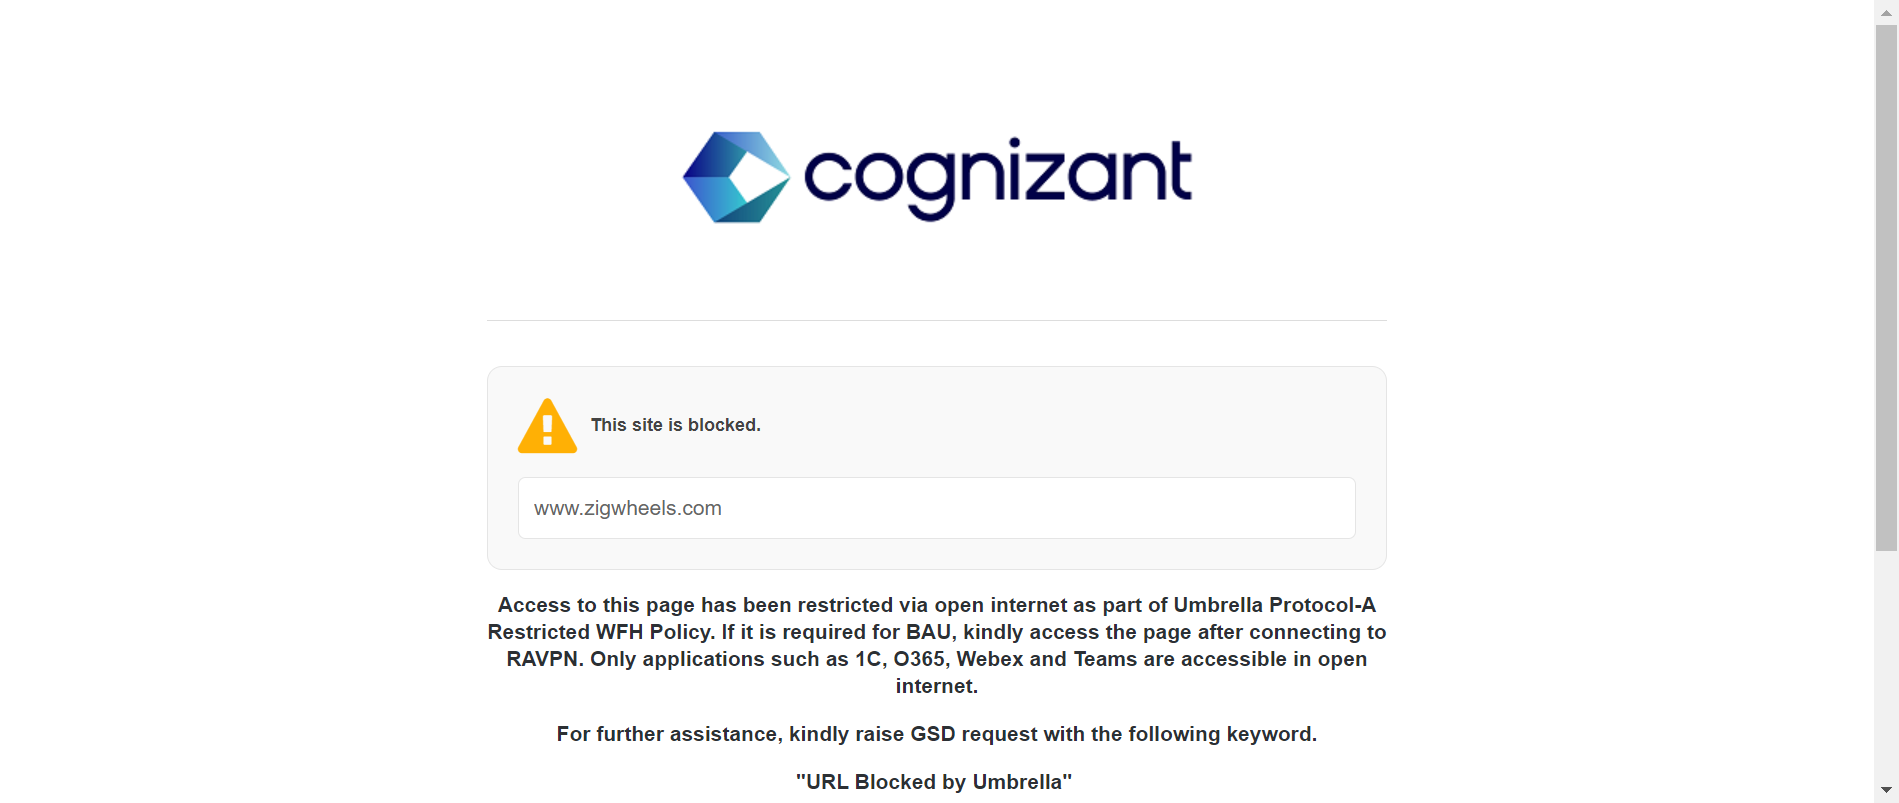 cognizant
This site is blocked.
www.zigwheels.com
Access to this page has been restricted via open internet as part of Umbrella Protocol-A
Restricted WFH Policy. If it is required for BAU, kindly access the page after connecting to
RAVPN. Only applications such as 1C, O365, Webex and Teams are accessible in open
internet.
For further assistance, kindly raise GSD request with the following keyword.
"URL Blocked by Umbrella"